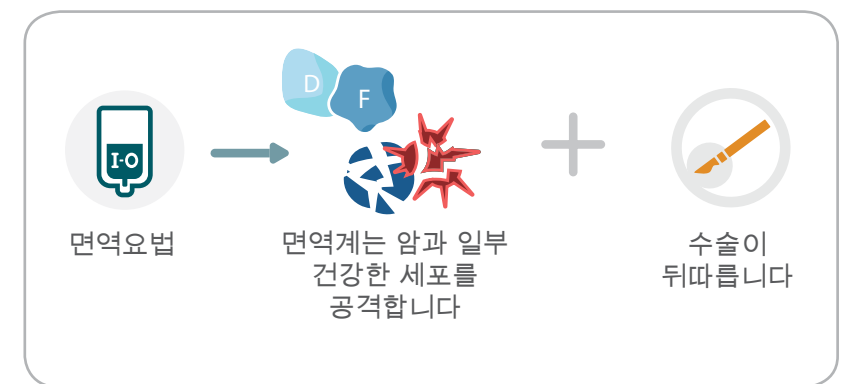 D
F
I-O
면역요법
면역계는 암과 일부
건강한 세포를
공격합니다
수술이
뒤따릅니다